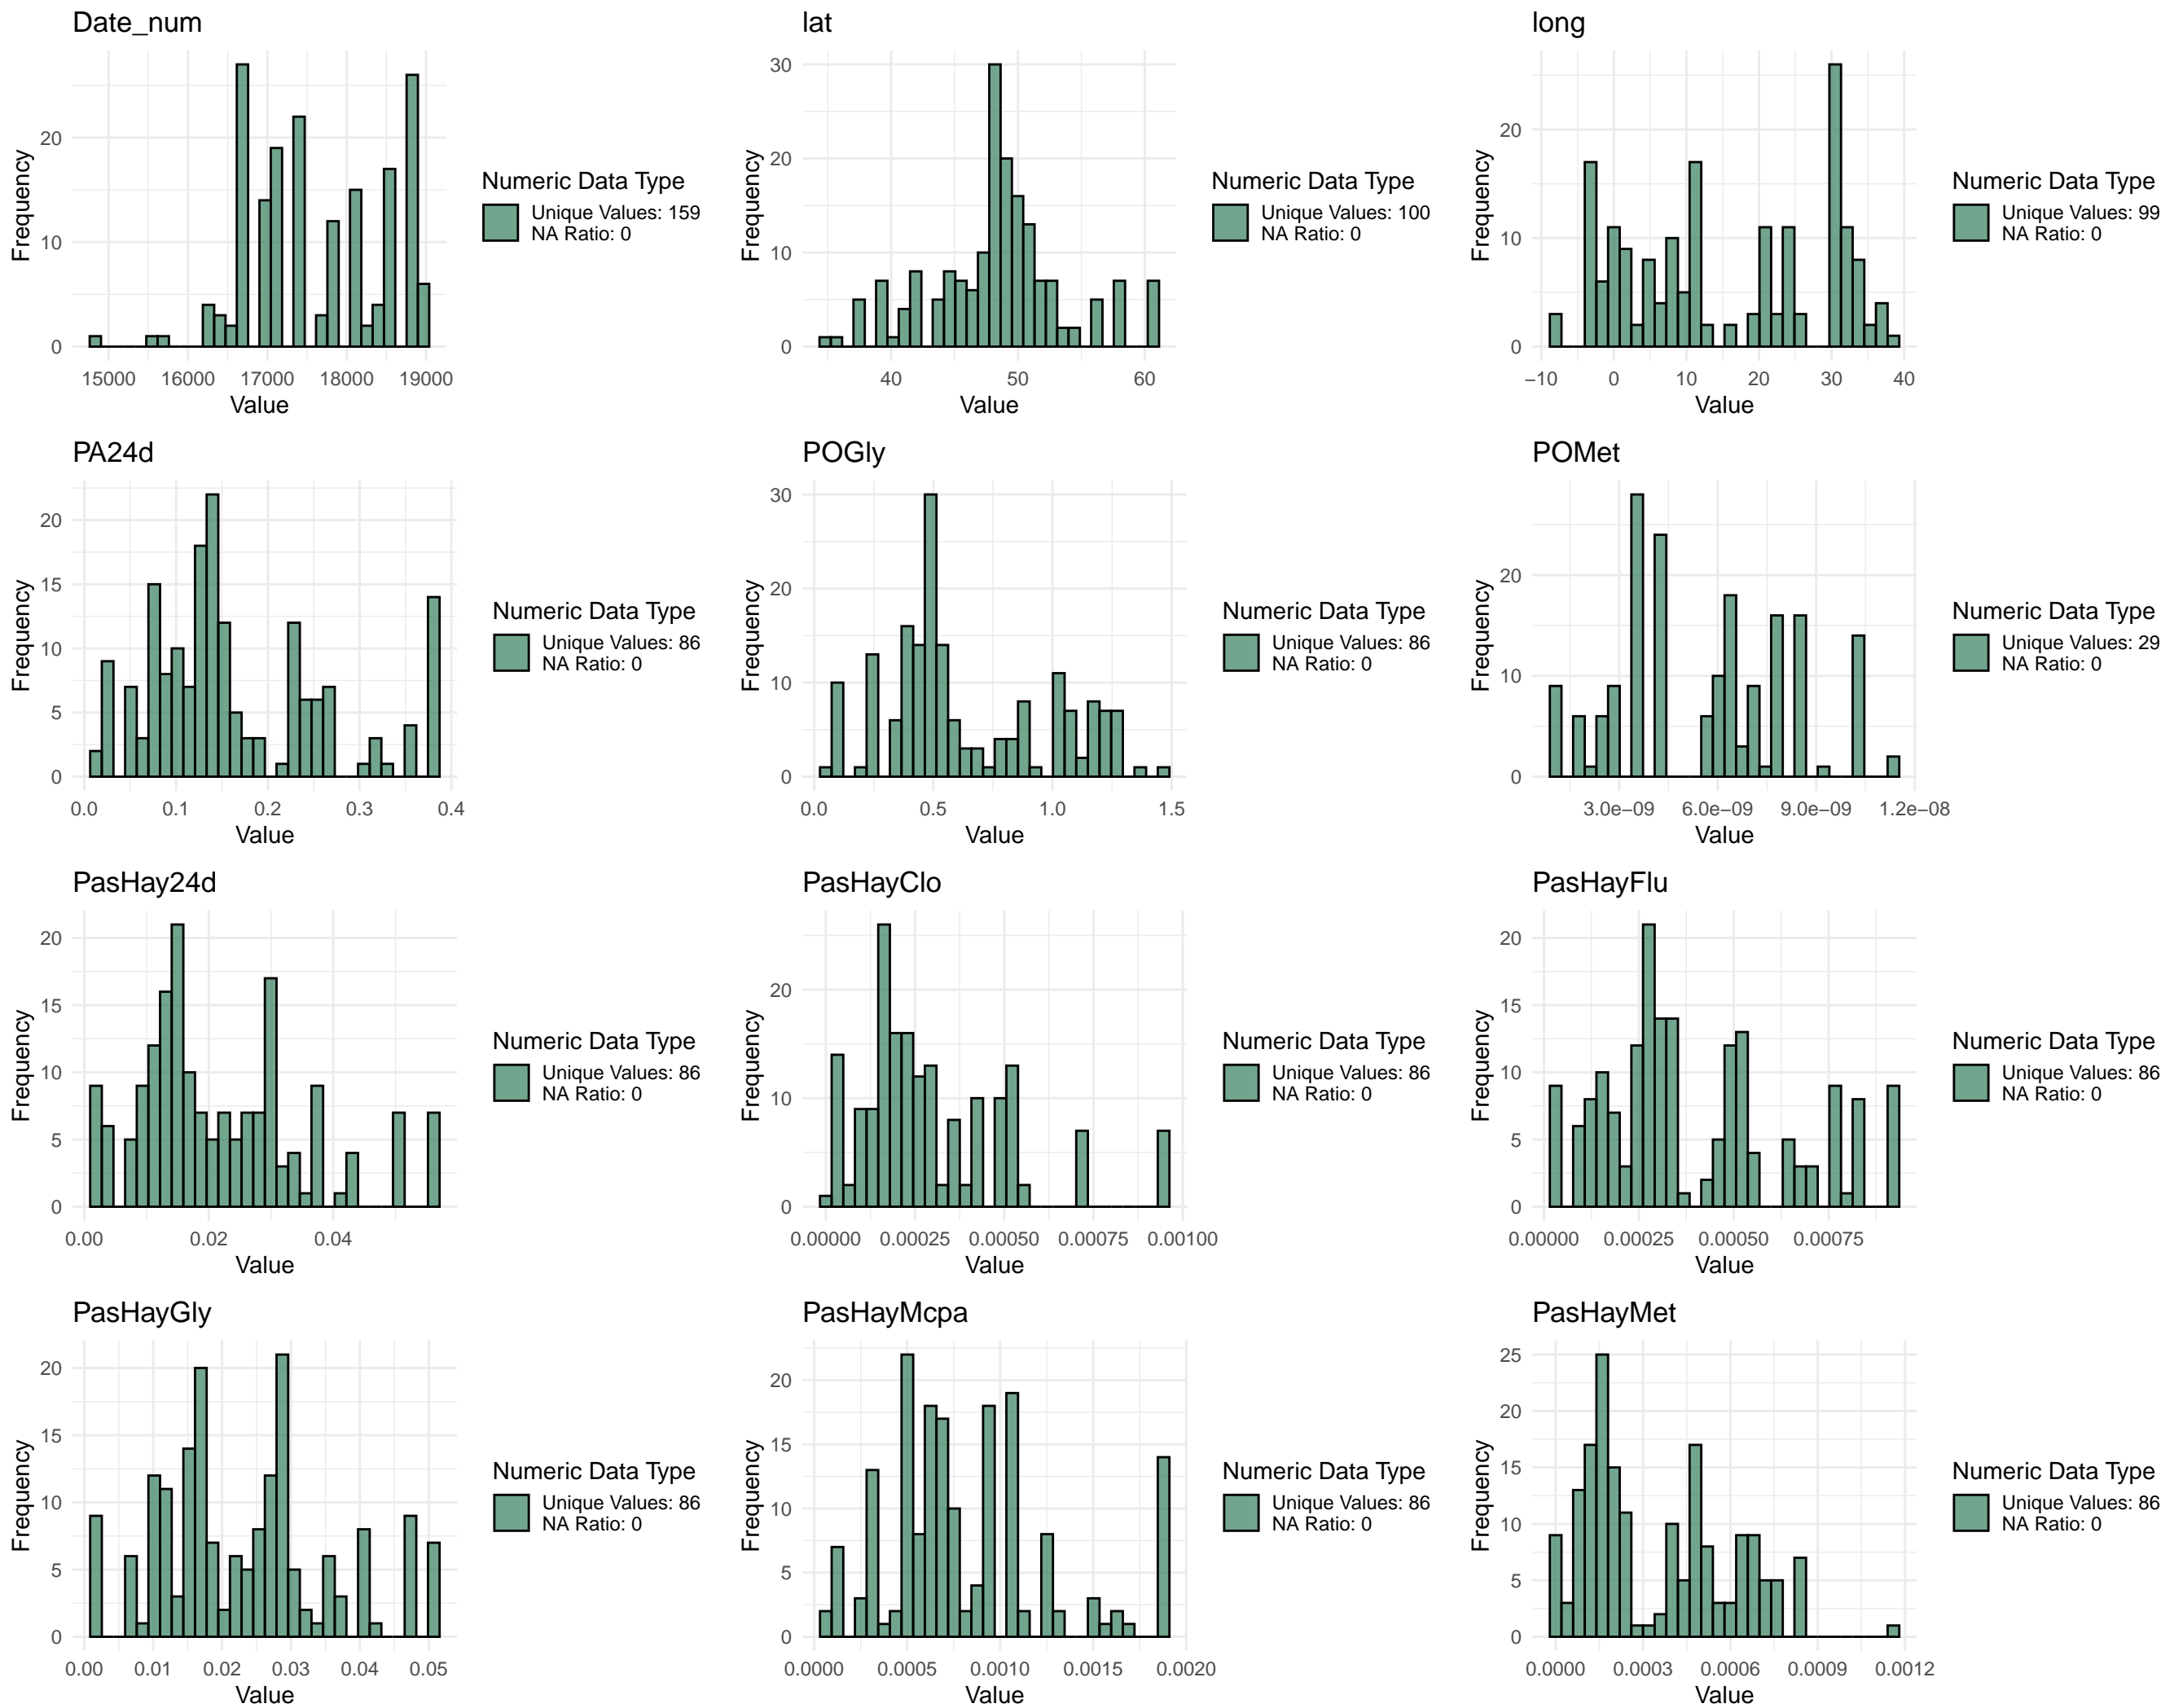 Date_num
lat
long
Frequency
20
10
0
15000 16000 17000 18000 19000
Value
Numeric Data Type
Unique Values: 159
NA Ratio: 0
Frequency
30
20
10
0
40 50 60
Value
Numeric Data Type
Unique Values: 100
NA Ratio: 0
Frequency
20
10
0
−10 0 10 20 30 40
Value
Numeric Data Type
Unique Values: 99
NA Ratio: 0
PA24d
POGly
POMet
Frequency
20
15
10
5
0
0.0 0.1 0.2 0.3 0.4
Value
Numeric Data Type
Unique Values: 86
NA Ratio: 0
Frequency
30
20
10
0
0.0 0.5 1.0 1.5
Value
Numeric Data Type
Unique Values: 86
NA Ratio: 0
Frequency
20
10
0
3.0e−09 6.0e−09 9.0e−09 1.2e−08
Value
Numeric Data Type
Unique Values: 29
NA Ratio: 0
PasHay24d
PasHayClo
PasHayFlu
Frequency
20
15
10
5
0
0.00 0.02 0.04
Value
Numeric Data Type
Unique Values: 86
NA Ratio: 0
Frequency
20
10
0
0.00000 0.00025 0.00050 0.00075 0.00100
Value
Numeric Data Type
Unique Values: 86
NA Ratio: 0
Frequency
20
15
10
5
0
0.00000 0.00025 0.00050 0.00075
Value
Numeric Data Type
Unique Values: 86
NA Ratio: 0
PasHayGly
PasHayMcpa
PasHayMet
Frequency
20
15
10
5
0
0.00 0.01 0.02 0.03 0.04 0.05
Value
Numeric Data Type
Unique Values: 86
NA Ratio: 0
Frequency
20
15
10
5
0
0.0000 0.0005 0.0010 0.0015 0.0020
Value
Numeric Data Type
Unique Values: 86
NA Ratio: 0
Frequency
25
20
15
10
5
0
0.0000 0.0003 0.0006 0.0009 0.0012
Value
Numeric Data Type
Unique Values: 86
NA Ratio: 0